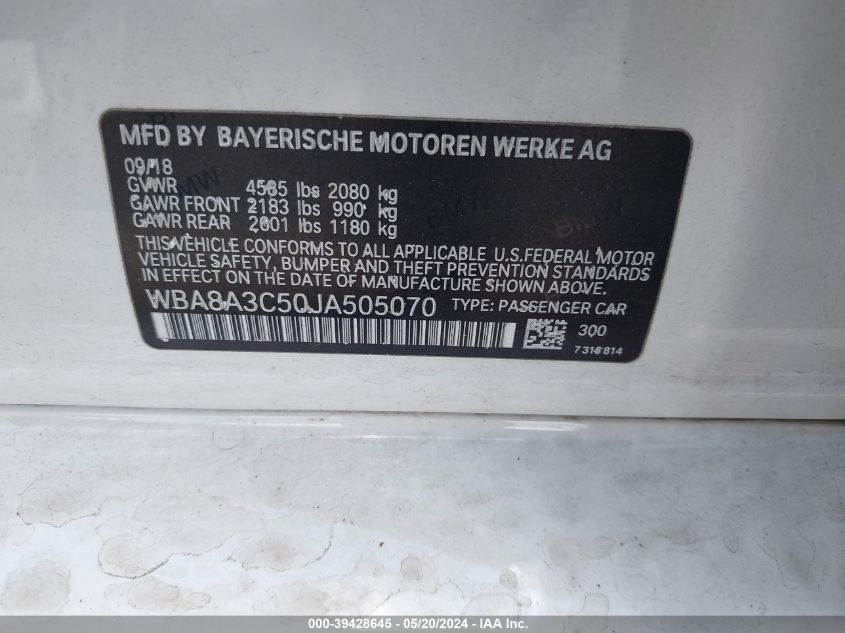 MFD BY BAYERISCHE MOTOREN WERKE AG
09/18
GVWR 4585 lbs 2080 kg
GAWR FRONT 2183 lbs 990 kg
GAWR REAR 2601 lbs 1180 kg
THIS VEHICLE CONFORMS TO ALL APPLICABLE U.S.FEDERAL MOTOR
VEHICLE SAFETY, BUMPER AND THEFT PREVENTION STANDARDS
IN EFFECT ON THE DATE OF MANUFACTURE SHOWN ABOVE.
WBA8A3C50JA505070 TYPE: PASSENGER CAR
300
7316814
000-39428645 - 05/20/2024 - IAA Inc.